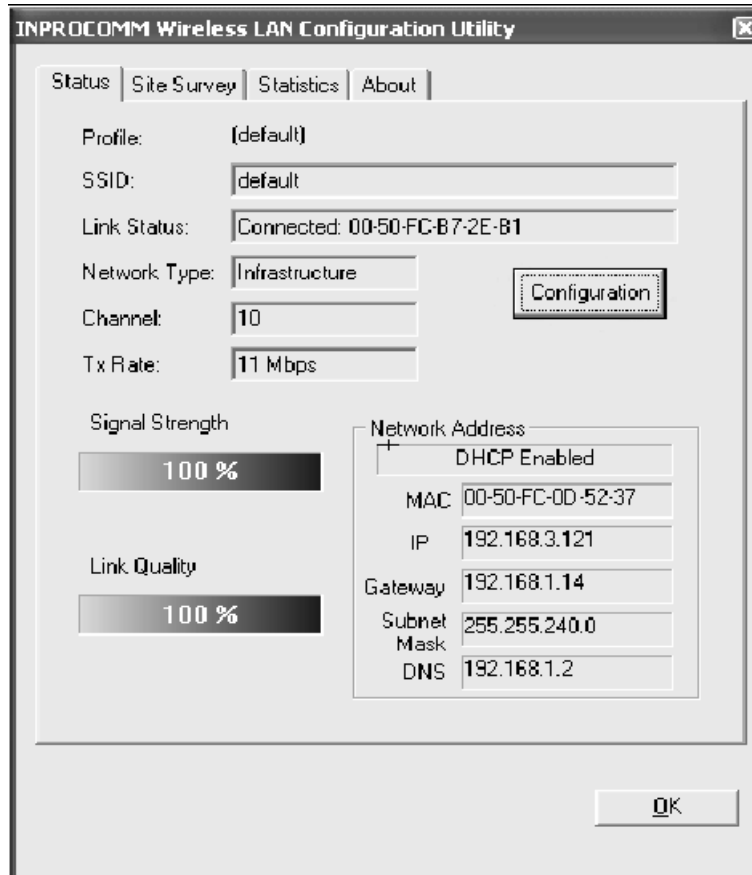 INPROCOMM Wireless LAN Configuration Utility
Status Site Survey Statistics About
Profile: (default)
SSID: default
Link Status: Connected: 00-50-FC-B7-2E-B1
Network Type: Infrastructure
Configuration
Channel: 10
Tx Rate: 11 Mbps
Signal Strength
100 %
Link Quality
100 %
Network Address
DHCP Enabled
MAC 00-50-FC-0D-52-37
IP 192.168.3.121
Gateway 192.168.1.14
Subnet Mask 255.255.240.0
DNS 192.168.1.2
OK